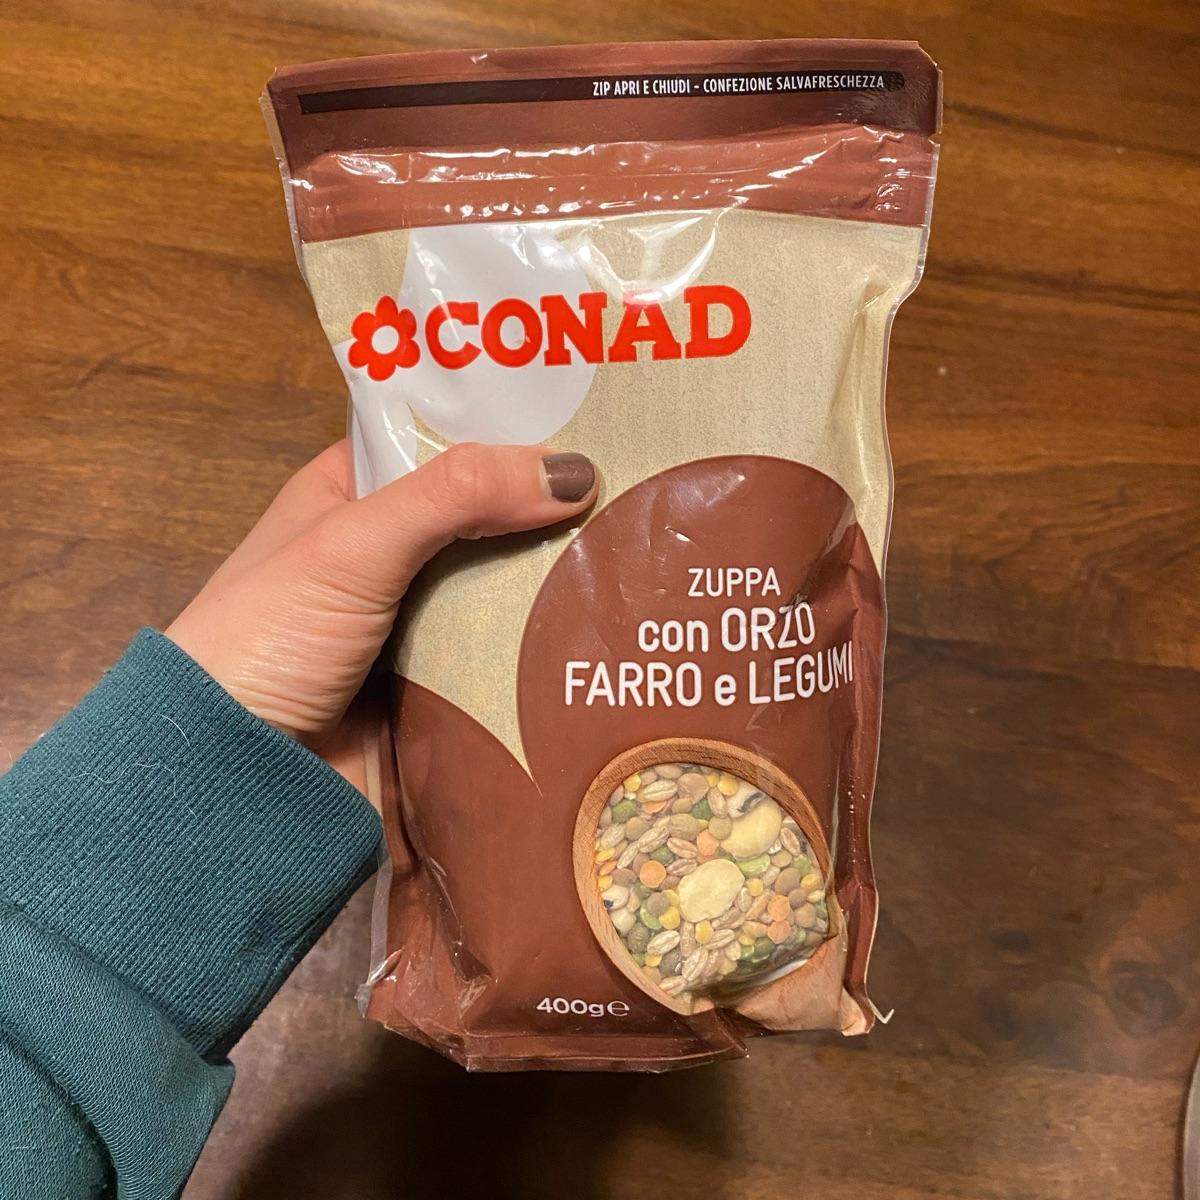 ZIP APRI E CHIUDI - CONFEZIONE SALVAFRESCHEZZA
CONAD
ZUPPA
con ORZO
FARRO e LEGUMI
400g ℮